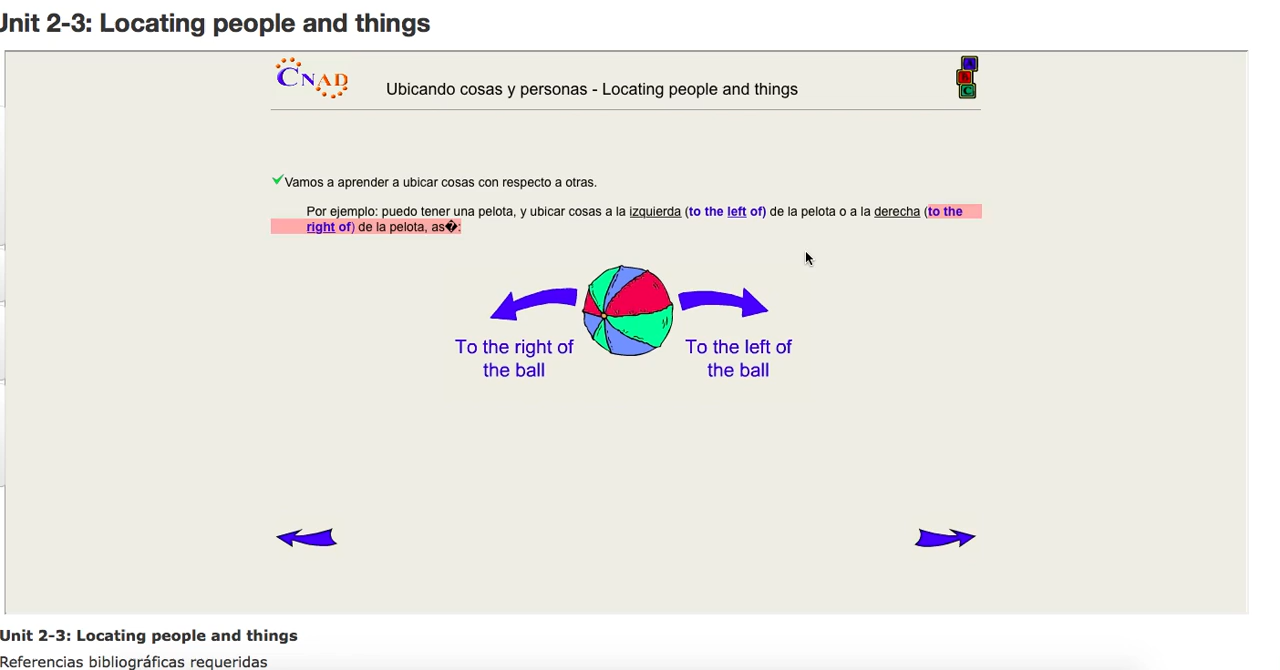 Unit 2-3: Locating people and things
CNAD
Ubicando cosas y personas - Locating people and things
A
B
C
Vamos a aprender a ubicar cosas con respecto a otras.
Por ejemplo: puedo tener una pelota, y ubicar cosas a la izquierda (to the left of) de la pelota o a la derecha (to the
right of) de la pelota, as�:
To the right of
the ball
To the left of
the ball
Unit 2-3: Locating people and things
Referencias bibliográficas requeridas